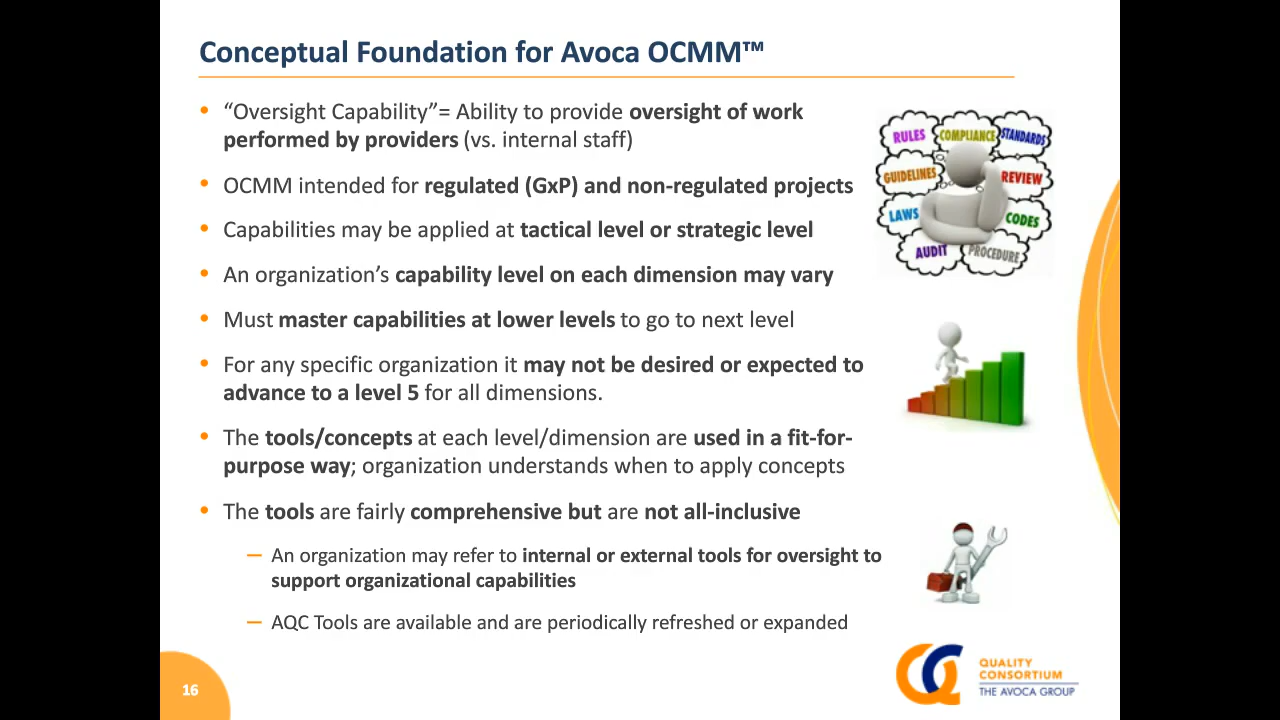 Conceptual Foundation for Avoca OCMM™
• “Oversight Capability”= Ability to provide oversight of work
performed by providers (vs. internal staff)
• OCMM intended for regulated (GxP) and non-regulated projects
• Capabilities may be applied at tactical level or strategic level
• An organization’s capability level on each dimension may vary
• Must master capabilities at lower levels to go to next level
• For any specific organization it may not be desired or expected to
advance to a level 5 for all dimensions.
• The tools/concepts at each level/dimension are used in a fit-for-
purpose way; organization understands when to apply concepts
• The tools are fairly comprehensive but are not all-inclusive
– An organization may refer to internal or external tools for oversight to
support organizational capabilities
– AQC Tools are available and are periodically refreshed or expanded
RULES
COMPLIANCE
STANDARDS
GUIDELINES
REVIEW
LAWS
CODES
AUDIT
PROCEDURE
16
CQ
QUALITY
CONSORTIUM
THE AVOCA GROUP